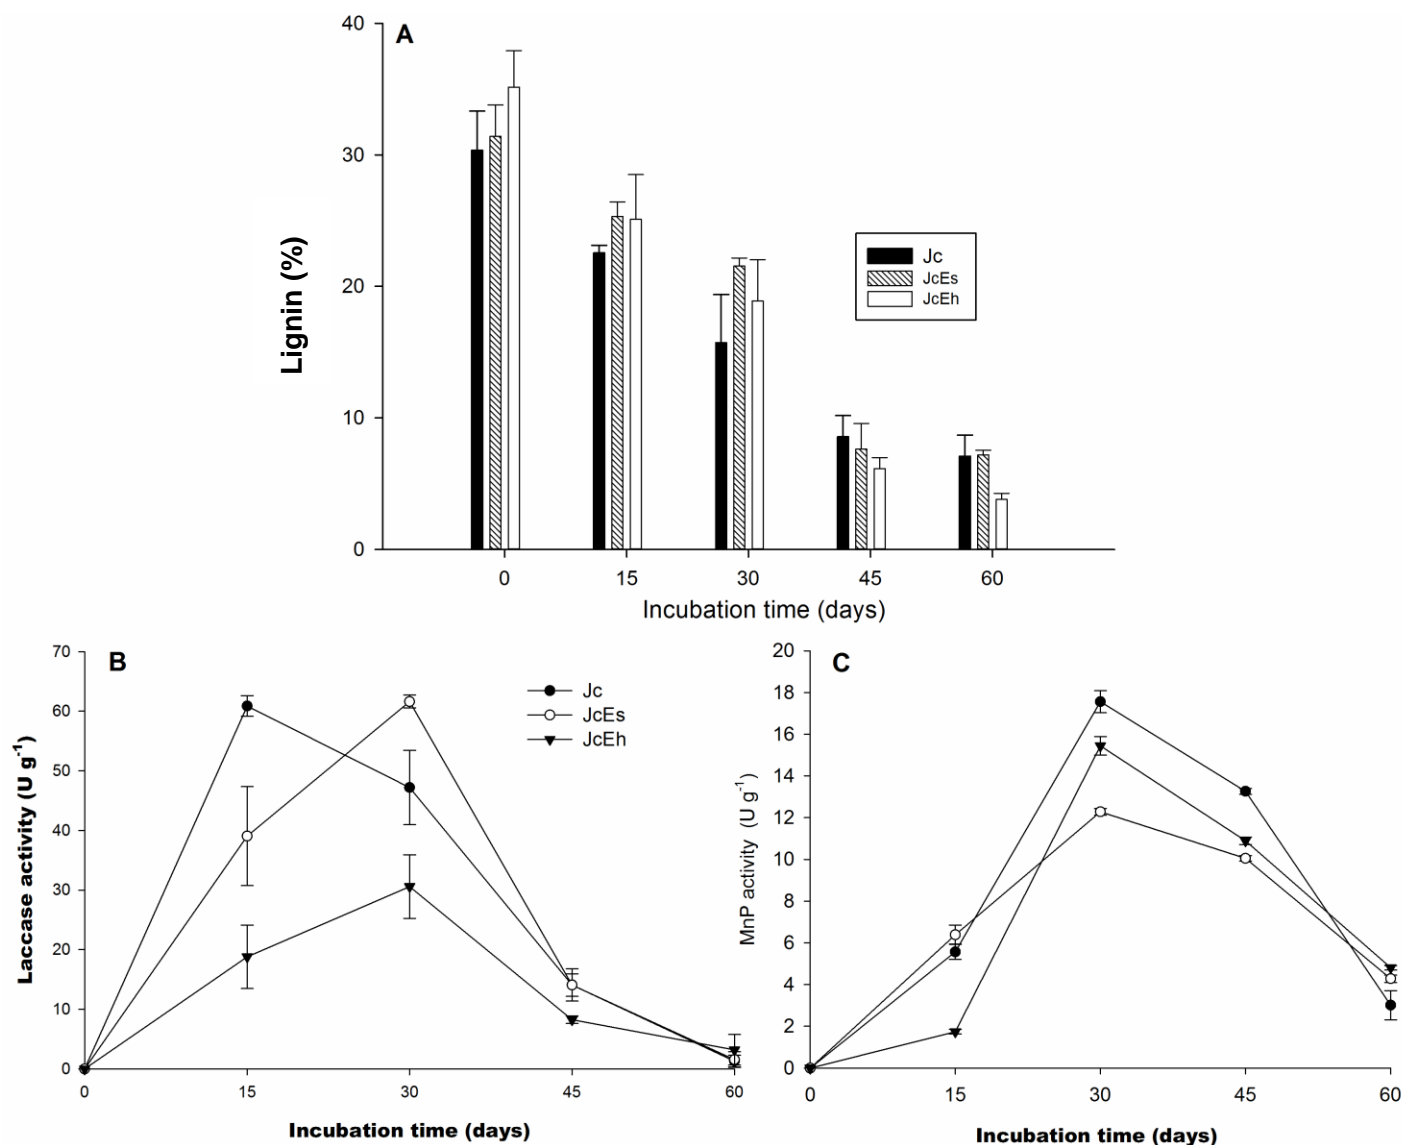 A
40
30
20
10
0
Lignin (%)
Jc
JcEs
JcEh
0 15 30 45 60
Incubation time (days)
B
70
60
50
40
30
20
10
0
Laccase activity (U g-1)
Jc
JcEs
JcEh
0 15 30 45 60
Incubation time (days)
C
20
18
16
14
12
10
8
6
4
2
0
MnP activity (U g-1)
0 15 30 45 60
Incubation time (days)